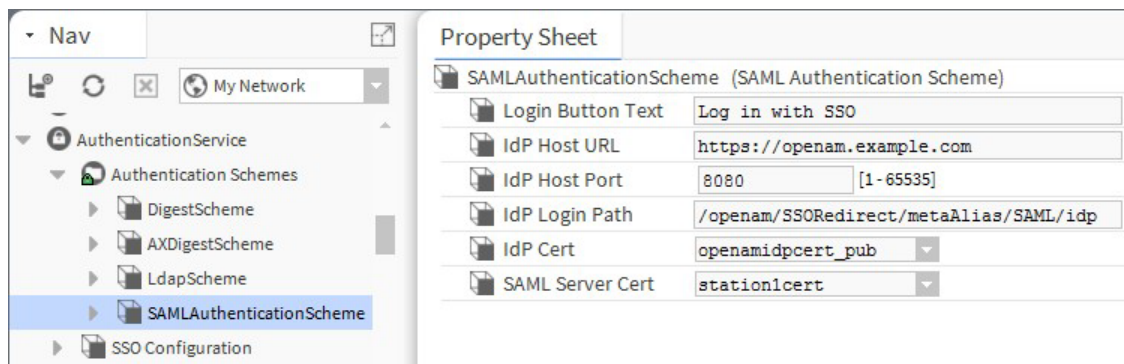 Nav
My Network
AuthenticationService
Authentication Schemes
DigestScheme
AXDigestScheme
LdapScheme
SAMLAuthenticationScheme
SSO Configuration
Property Sheet
SAMLAuthenticationScheme (SAML Authentication Scheme)
Login Button Text Log in with SSO
IdP Host URL https://openam.example.com
IdP Host Port 8080 [1-65535]
IdP Login Path /openam/SSORedirect/metaAlias/SAML/idp
IdP Cert openamidpcert_pub
SAML Server Cert station1cert